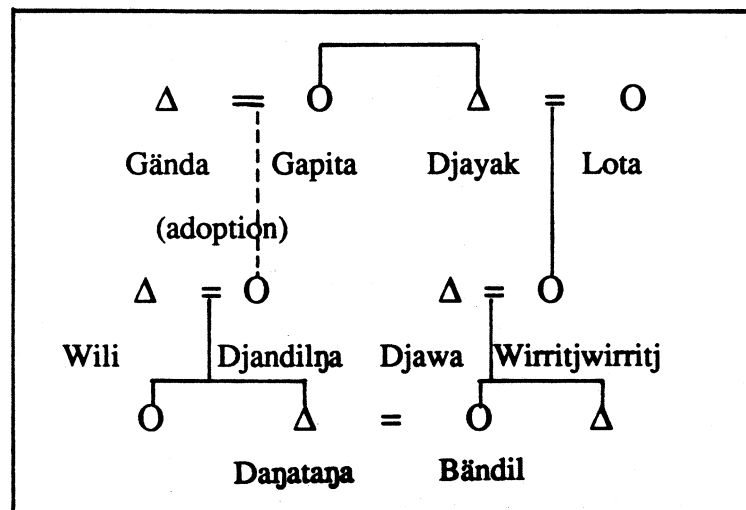 Δ = O Δ = O
Gända Gapita Djayak Lota
(adoption)
Δ = O Δ = O
Wili Djandilŋa Djawa Wirritjwirritj
O Δ = O Δ
Daŋataŋa Bändil